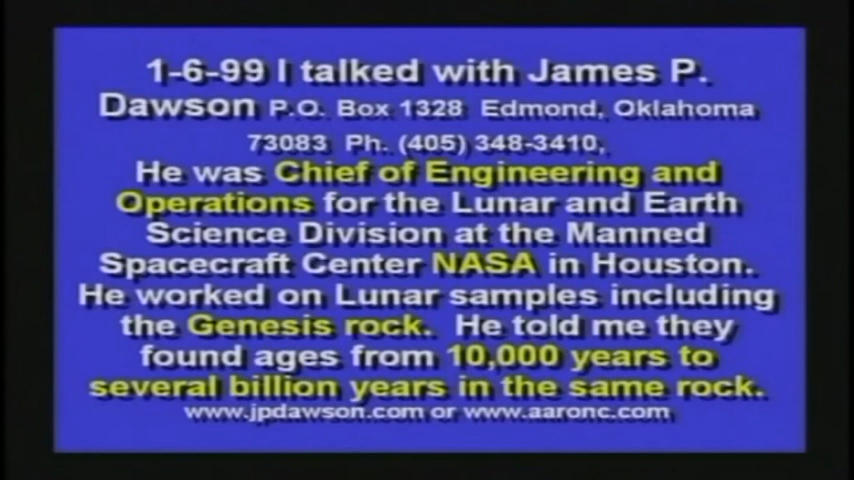 1-6-99 I talked with James P.
Dawson P.O. Box 1328 Edmond, Oklahoma
73083 Ph. (405) 348-3410,
He was Chief of Engineering and
Operations for the Lunar and Earth
Science Division at the Manned
Spacecraft Center NASA in Houston.
He worked on Lunar samples including
the Genesis rock. He told me they
found ages from 10,000 years to
several billion years in the same rock.
www.jpdawson.com or www.aaronc.com